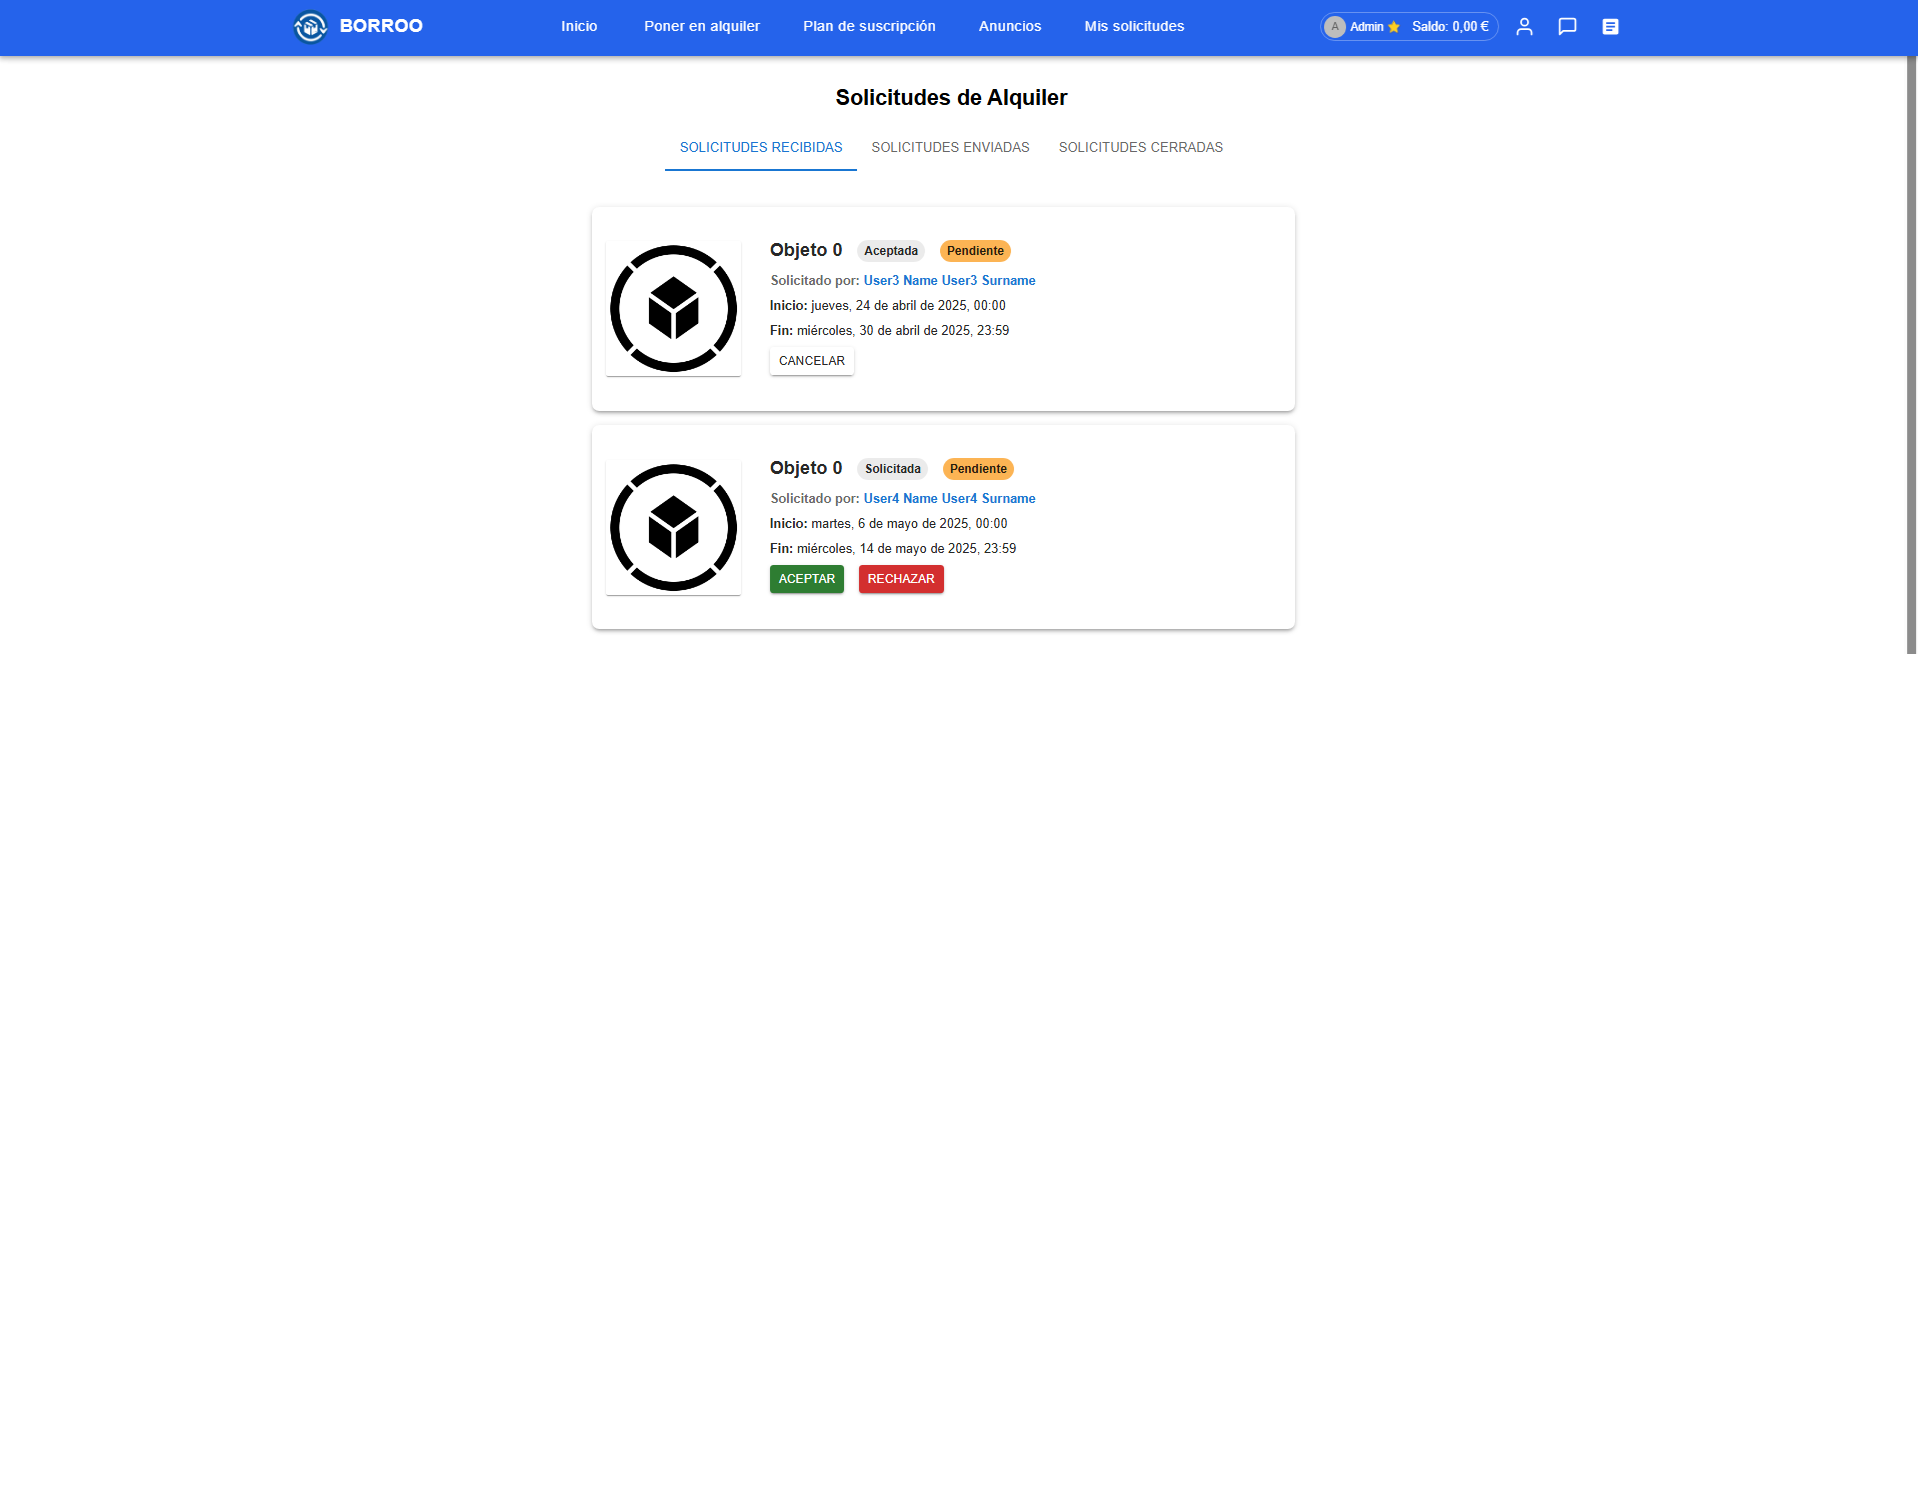 BORROO
Inicio
Poner en alquiler
Plan de suscripción
Anuncios
Mis solicitudes
A Admin ⭐ Saldo: 0,00 €
Solicitudes de Alquiler
SOLICITUDES RECIBIDAS
SOLICITUDES ENVIADAS
SOLICITUDES CERRADAS
Objeto 0 Aceptada Pendiente
Solicitado por: User3 Name User3 Surname
Inicio: jueves, 24 de abril de 2025, 00:00
Fin: miércoles, 30 de abril de 2025, 23:59
CANCELAR
Objeto 0 Solicitada Pendiente
Solicitado por: User4 Name User4 Surname
Inicio: martes, 6 de mayo de 2025, 00:00
Fin: miércoles, 14 de mayo de 2025, 23:59
ACEPTAR RECHAZAR